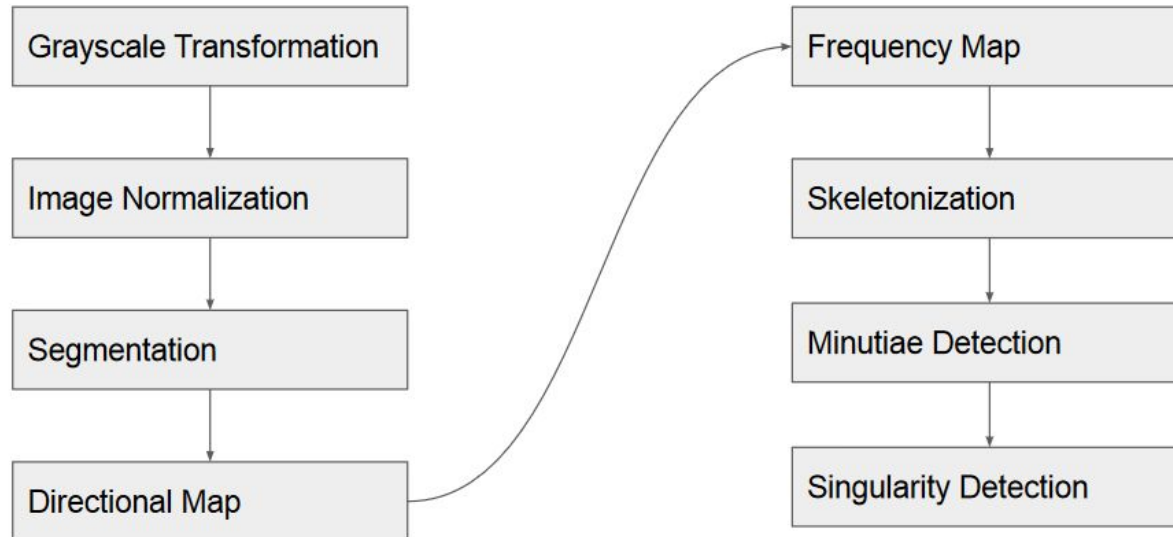 Grayscale Transformation
Image Normalization
Segmentation
Directional Map
Frequency Map
Skeletonization
Minutiae Detection
Singularity Detection